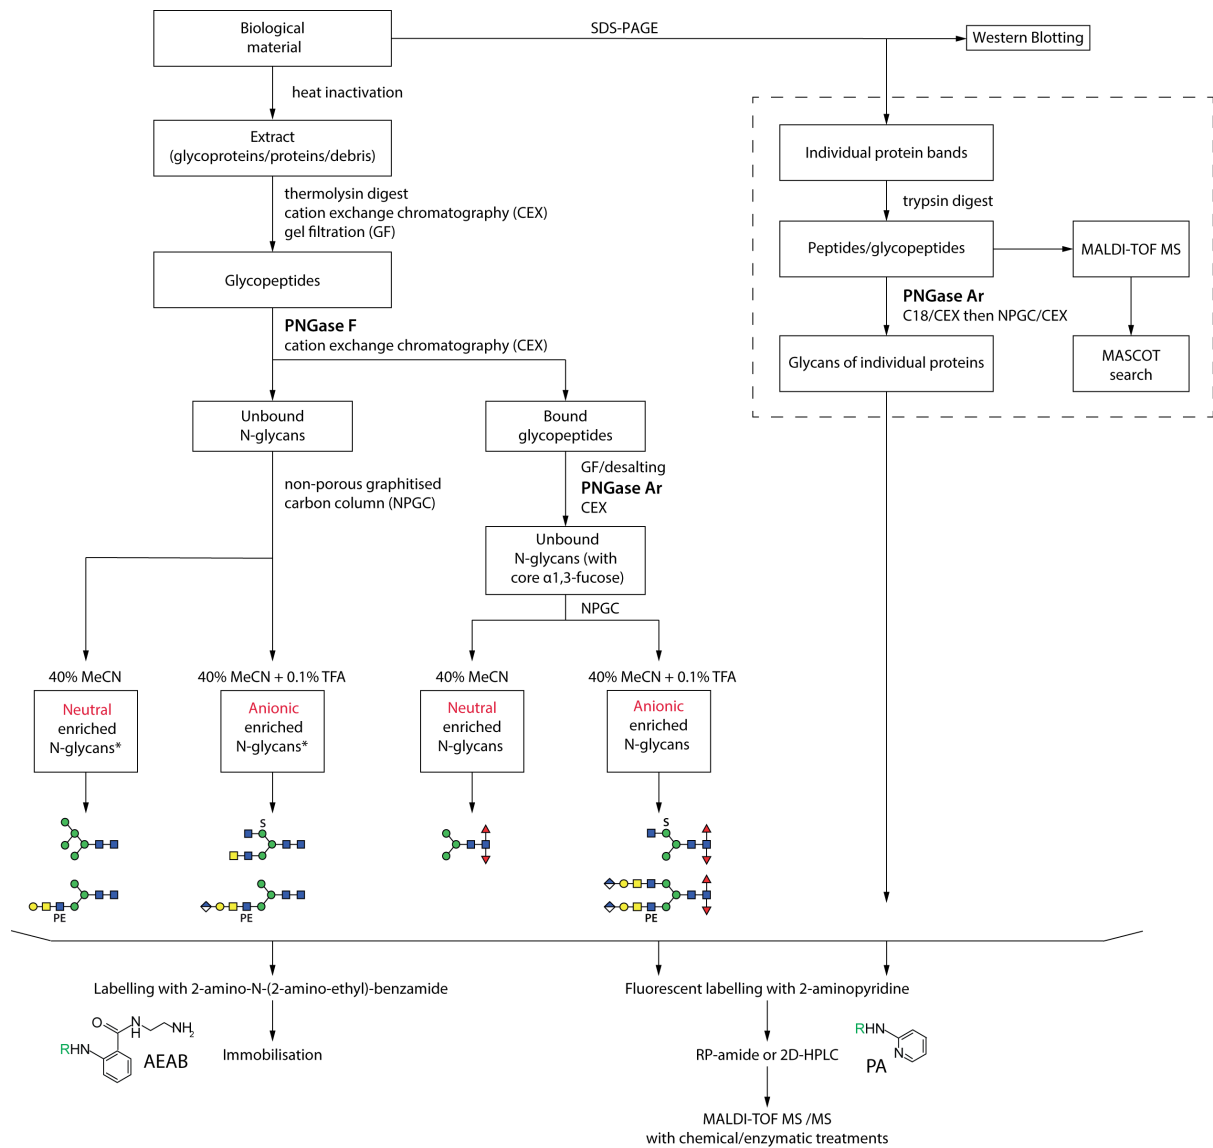 Biological
material
SDS-PAGE
Western Blotting
heat inactivation
Extract
(glycoproteins/proteins/debris)
Individual protein bands
thermolysin digest
cation exchange chromatography (CEX)
gel filtration (GF)
trypsin digest
Glycopeptides
Peptides/glycopeptides
MALDI-TOF MS
PNGase F
cation exchange chromatography (CEX)
PNGase Ar
C18/CEX then NPGC/CEX
Glycans of individual proteins
MASCOT
search
Unbound
N-glycans
Bound
glycopeptides
non-porous graphitised
carbon column (NPGC)
GF/desalting
PNGase Ar
CEX
Unbound
N-glycans (with
core α1,3-fucose)
NPGC
40% MeCN
Neutral
enriched
N-glycans*
40% MeCN + 0.1% TFA
Anionic
enriched
N-glycans*
40% MeCN
Neutral
enriched
N-glycans
40% MeCN + 0.1% TFA
Anionic
enriched
N-glycans
S
S
PE
PE
PE
Labelling with 2-amino-N-(2-amino-ethyl)-benzamide
Fluorescent labelling with 2-aminopyridine
O
N
H
NH2
RHN
AEAB
Immobilisation
RP-amide or 2D-HPLC
RHN
N
PA
MALDI-TOF MS /MS
with chemical/enzymatic treatments